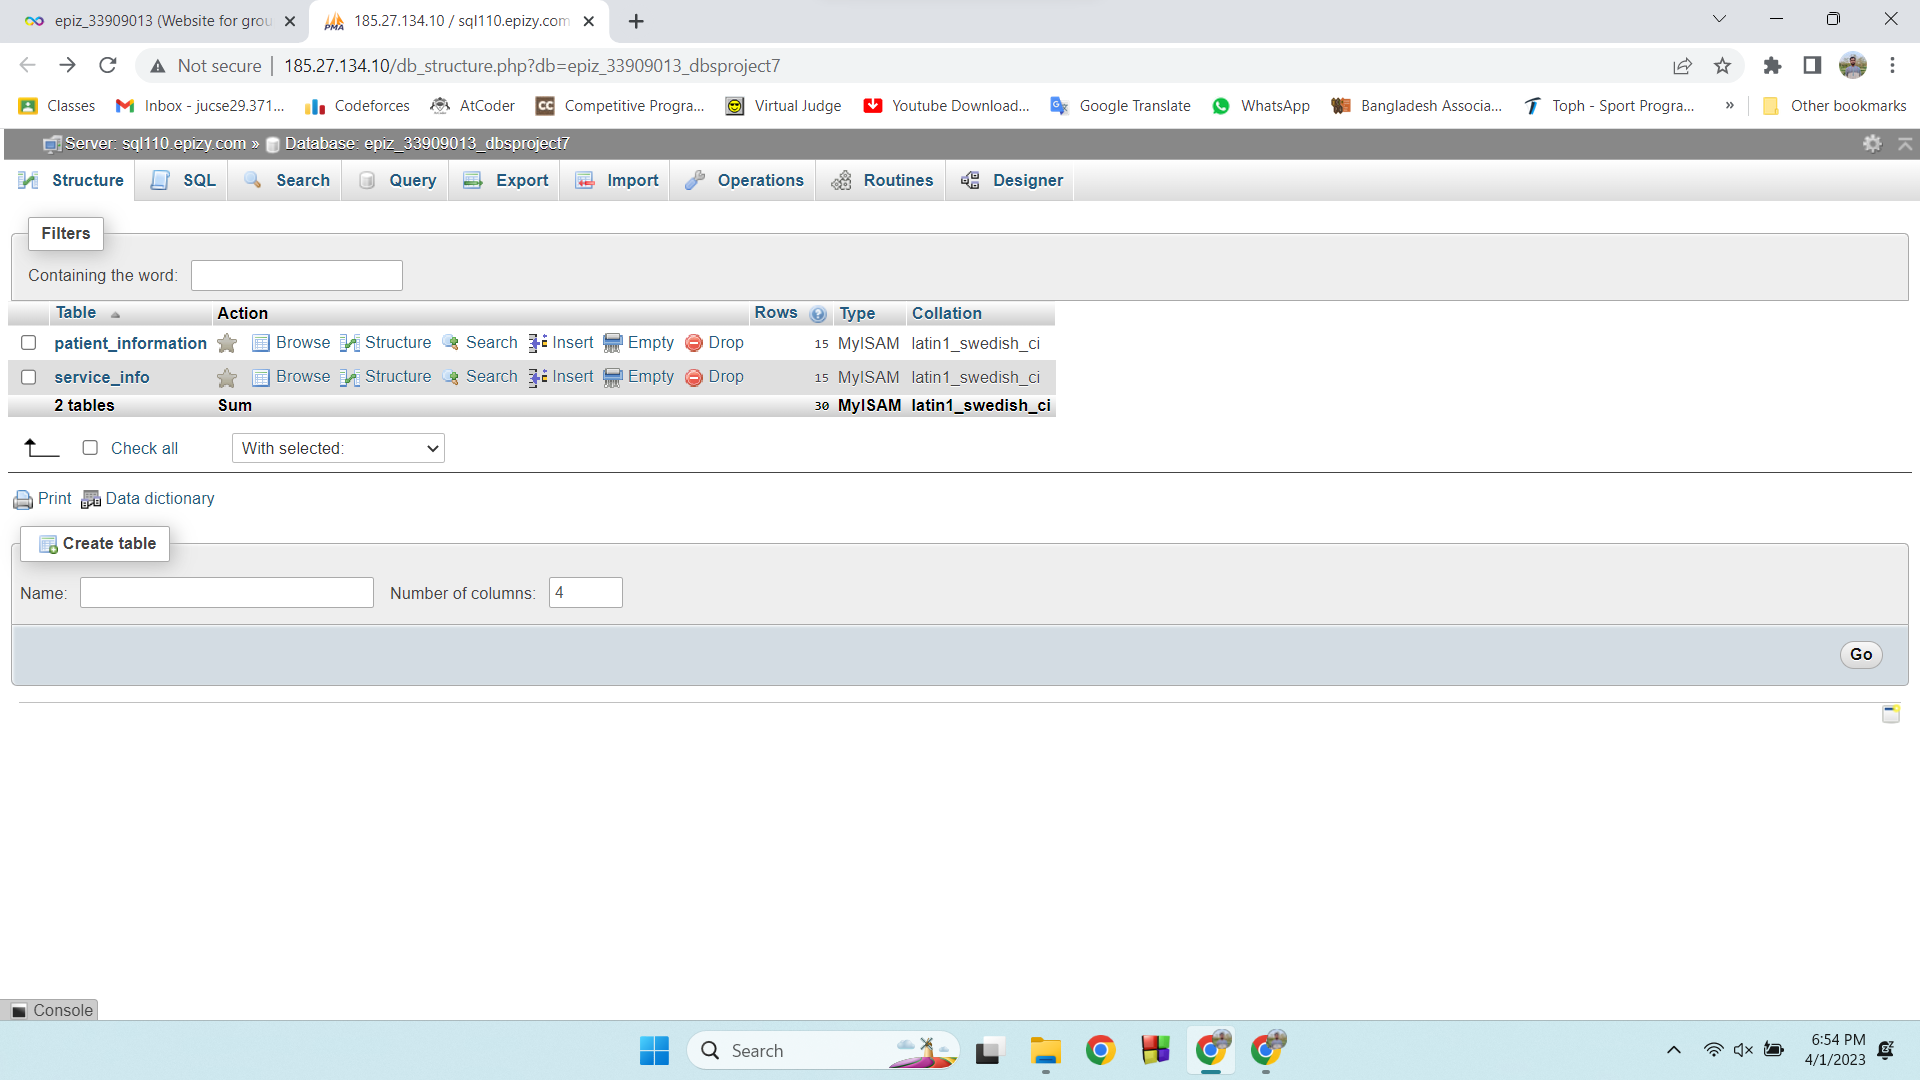 epiz_33909013 (Website for grou
185.27.134.10 / sql110.epizy.com
Not secure
185.27.134.10/db_structure.php?db=epiz_33909013_dbsproject7
Classes
Inbox - jucse29.371...
Codeforces
AtCoder
CC
Competitive Progra...
Virtual Judge
Youtube Download...
Google Translate
WhatsApp
Bangladesh Associa...
Toph - Sport Progra...
»
Other bookmarks
Server: sql110.epizy.com » Database: epiz_33909013_dbsproject7
Structure SQL Search Query Export Import Operations Routines Designer
Filters
Containing the word:
Table Action Rows Type Collation
patient_information Browse Structure Search Insert Empty Drop 15 MyISAM latin1_swedish_ci
service_info Browse Structure Search Insert Empty Drop 15 MyISAM latin1_swedish_ci
2 tables Sum 30 MyISAM latin1_swedish_ci
Check all With selected:
Print Data dictionary
Create table
Name: Number of columns: 4
Go
Console
Search
6:54 PM
4/1/2023